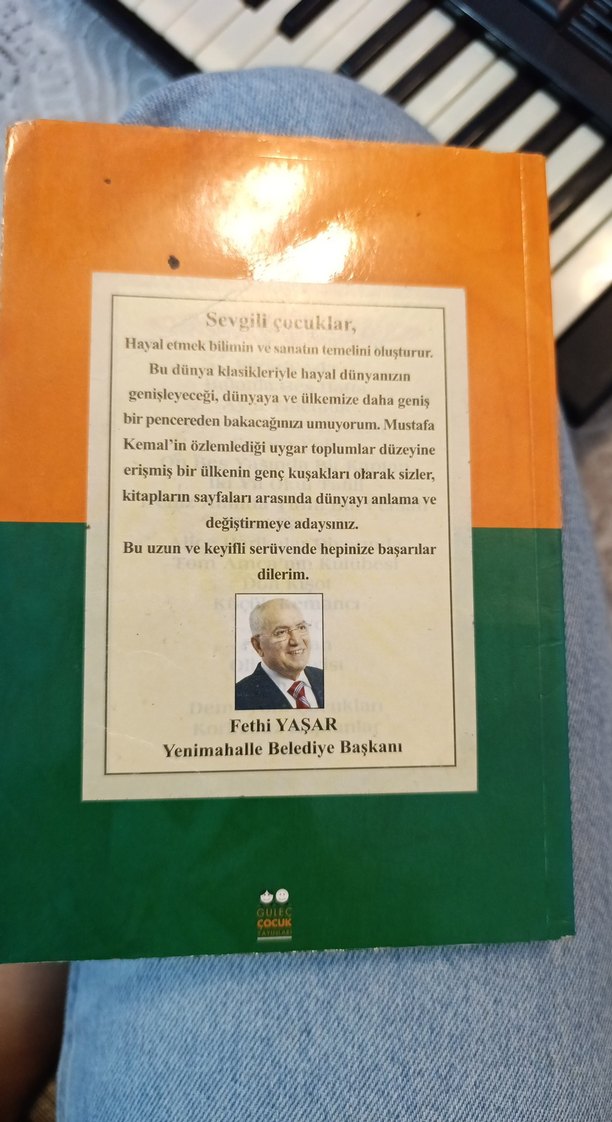 Sevgili çocuklar,
Hayal etmek bilimin ve sanatın temelini oluşturur.
Bu dünya klasikleriyle hayal dünyanızın
genişleyeceği, dünyaya ve ülkemize daha geniş
bir pencereden bakacağınızı umuyorum. Mustafa
Kemal'in özlemlediği uygar toplumlar düzeyine
erişmiş bir ülkenin genç kuşakları olarak sizler,
kitapların sayfaları arasında dünyayı anlama ve
değiştirmeye adaysınız.
Bu uzun ve keyifli serüvende hepinize başarılar
dilerim.
Fethi YAŞAR
Yenimahalle Belediye Başkanı
GÜLEÇ
ÇOCUK
YAYINLARI